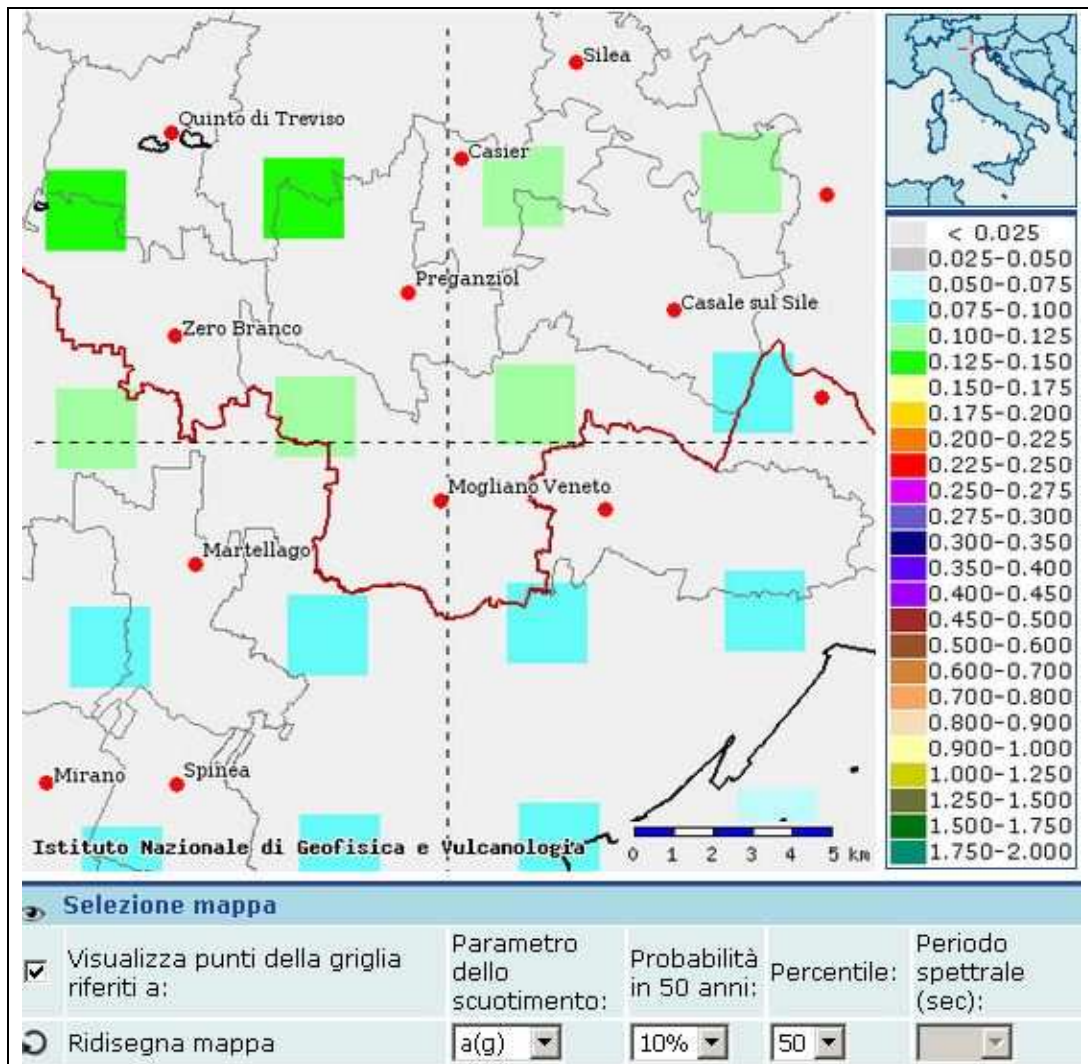 Silea
Quinto di Treviso
Casier
Preganziol
Casale sul Sile
Zero Branco
Mogliano Veneto
Martellago
Mirano
Spinea
Istituto Nazionale di Geofisica e Vulcanologia
0 1 2 3 4 5 km
< 0.025
0.025-0.050
0.050-0.075
0.075-0.100
0.100-0.125
0.125-0.150
0.150-0.175
0.175-0.200
0.200-0.225
0.225-0.250
0.250-0.275
0.275-0.300
0.300-0.350
0.350-0.400
0.400-0.450
0.450-0.500
0.500-0.600
0.600-0.700
0.700-0.800
0.800-0.900
0.900-1.000
1.000-1.250
1.250-1.500
1.500-1.750
1.750-2.000
Selezione mappa
Visualizza punti della griglia
riferiti a:
Parametro
dello
scuotimento:
Probabilità
in 50 anni:
Percentile:
Periodo
spettrale
(sec):
Ridisegna mappa
a(g)
10%
50